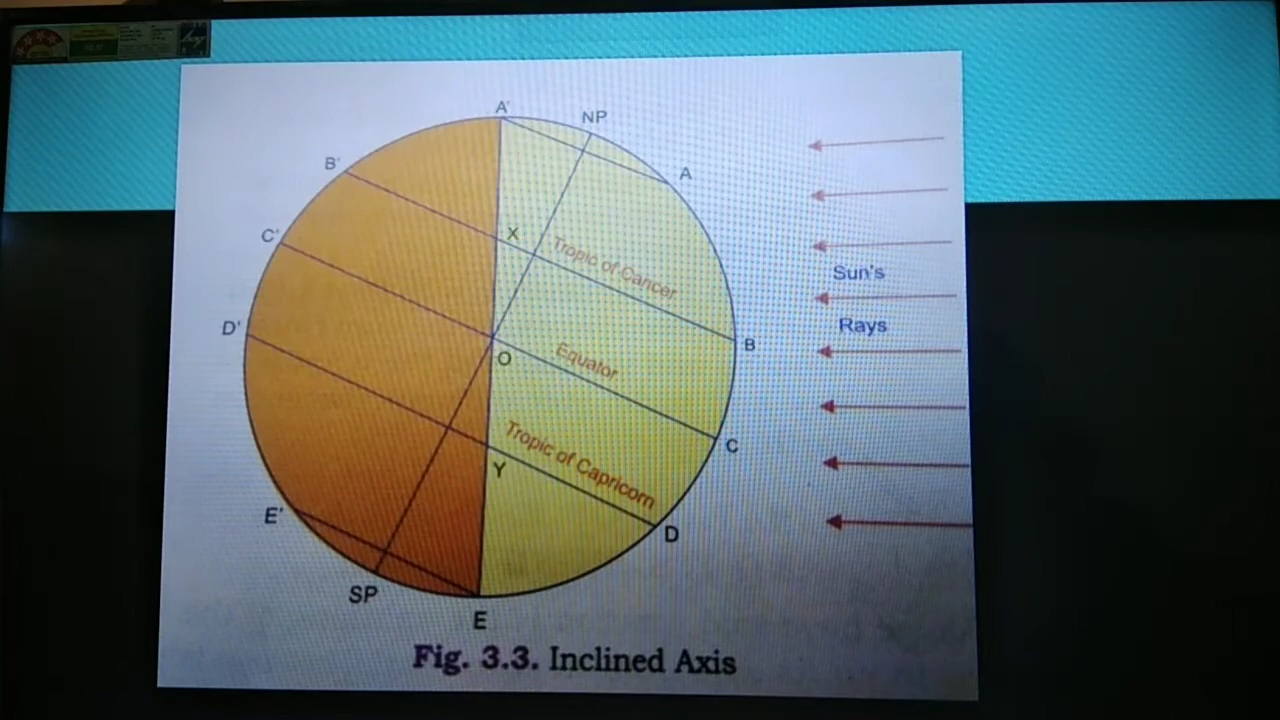 A'
NP
B'
A
X
C'
Tropic of Cancer
Sun's
Rays
D'
B
O
Equator
C
Tropic of Capricorn
Y
D
E'
SP
E
Fig. 3.3. Inclined Axis